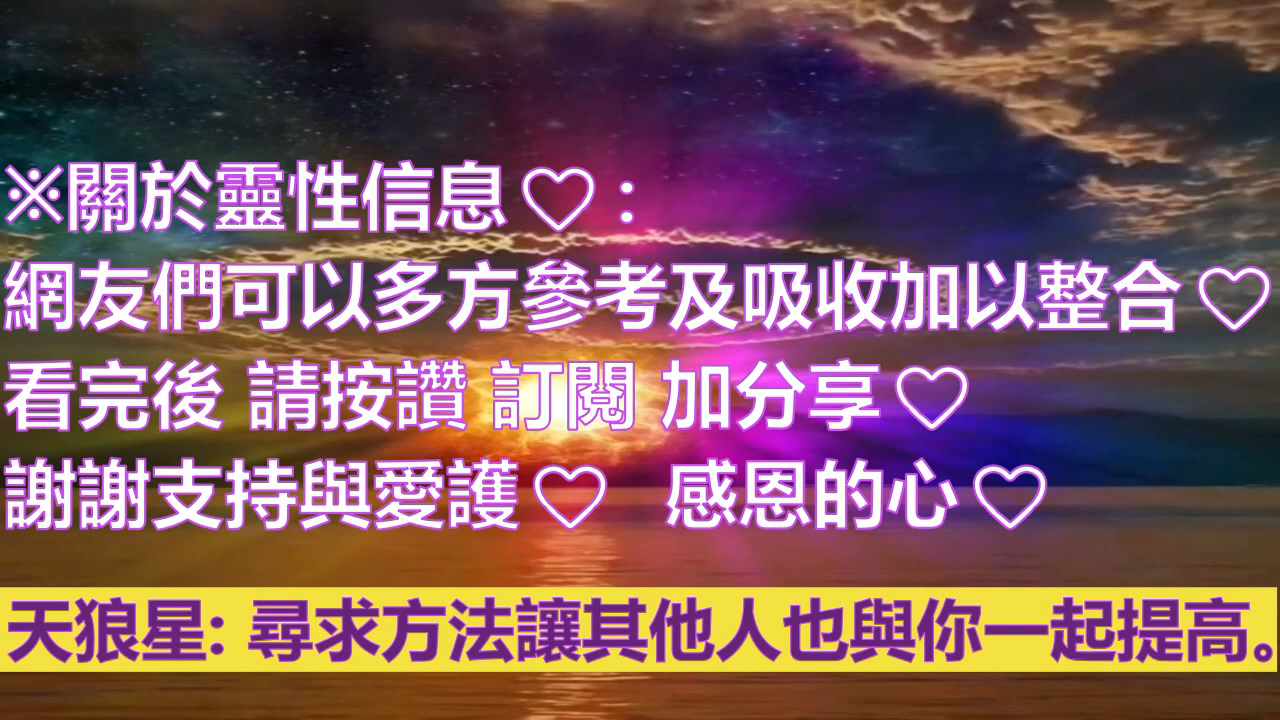 ※關於靈性信息♡:
網友們可以多方參考及吸收加以整合♡
看完後 請按讚 訂閱 加分享♡
謝謝支持與愛護♡ 感恩的心♡
天狼星: 尋求方法讓其他人也與你一起提高。